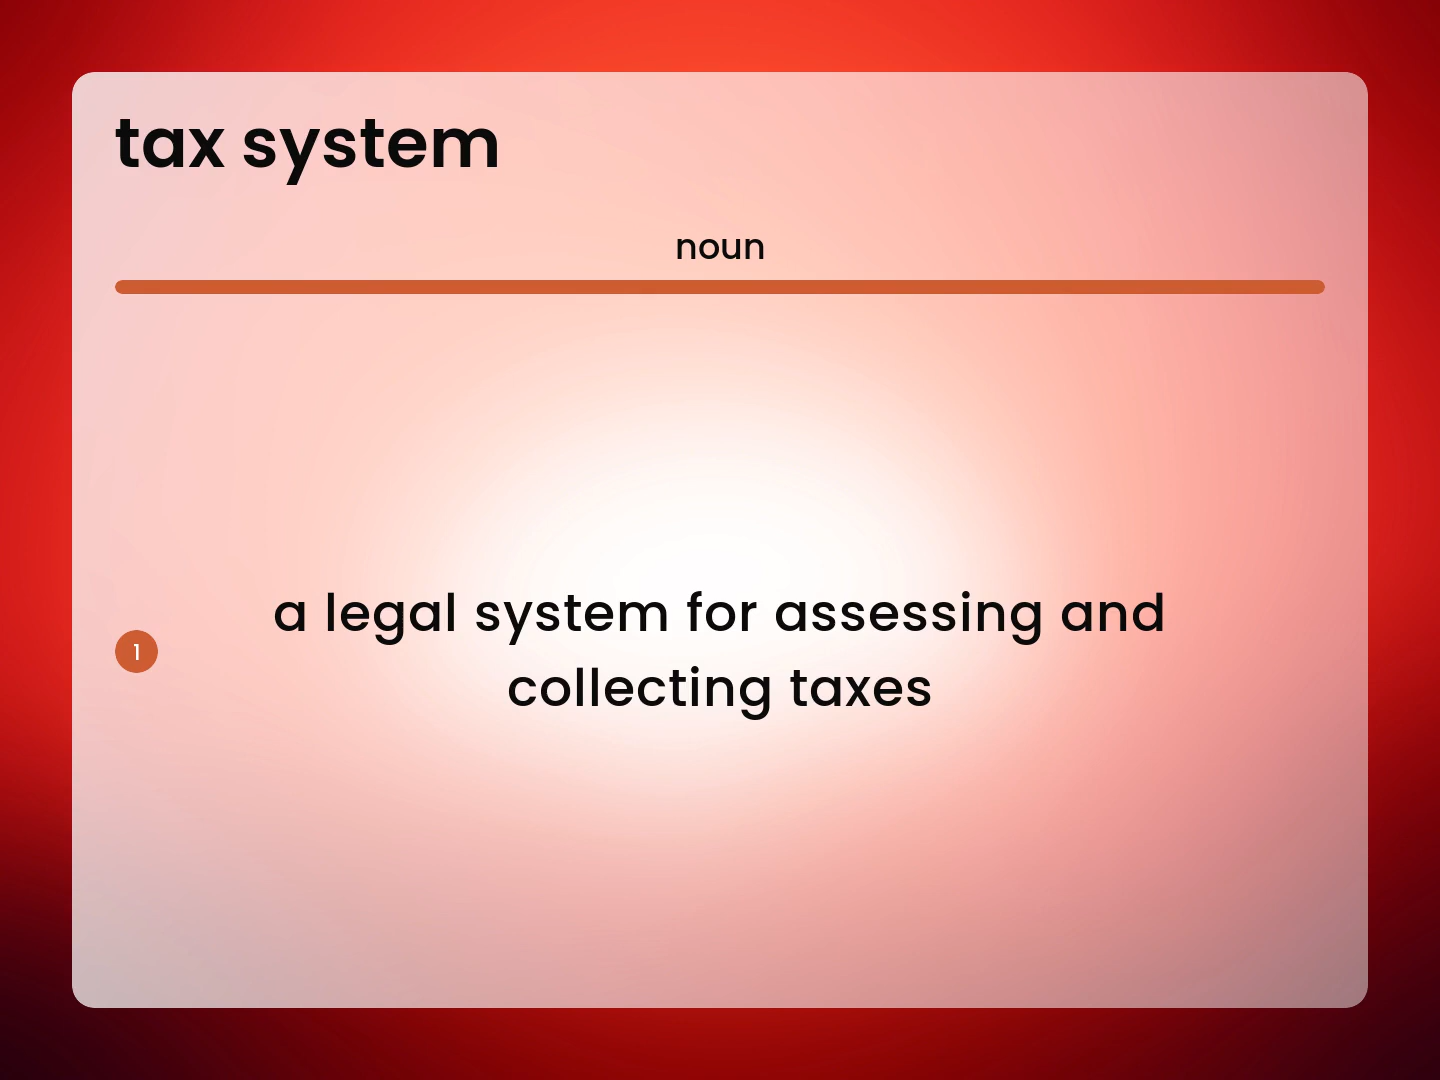 tax system
noun
1
a legal system for assessing and
collecting taxes